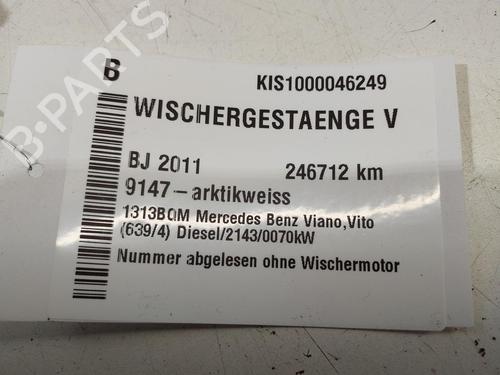 B KIS1000046249
WISCHERGESTAENGE V
BJ 2011 246712 km
9147 - arktikweiss
1313BQM Mercedes Benz Viano,Vito
(639/4) Diesel/2143/0070kW
Nummer abgelesen ohne Wischermotor
B-PARTS